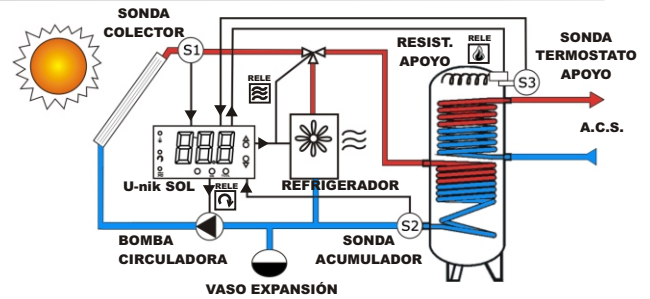 SONDA
COLECTOR
S1
RESIST.
APOYO
RELE
SONDA
TERMOSTATO
APOYO
S3
RELE
A.C.S.
888
U-nik SOL
RELE
REFRIGERADOR
BOMBA
CIRCULADORA
SONDA
ACUMULADOR
S2
VASO EXPANSIÓN